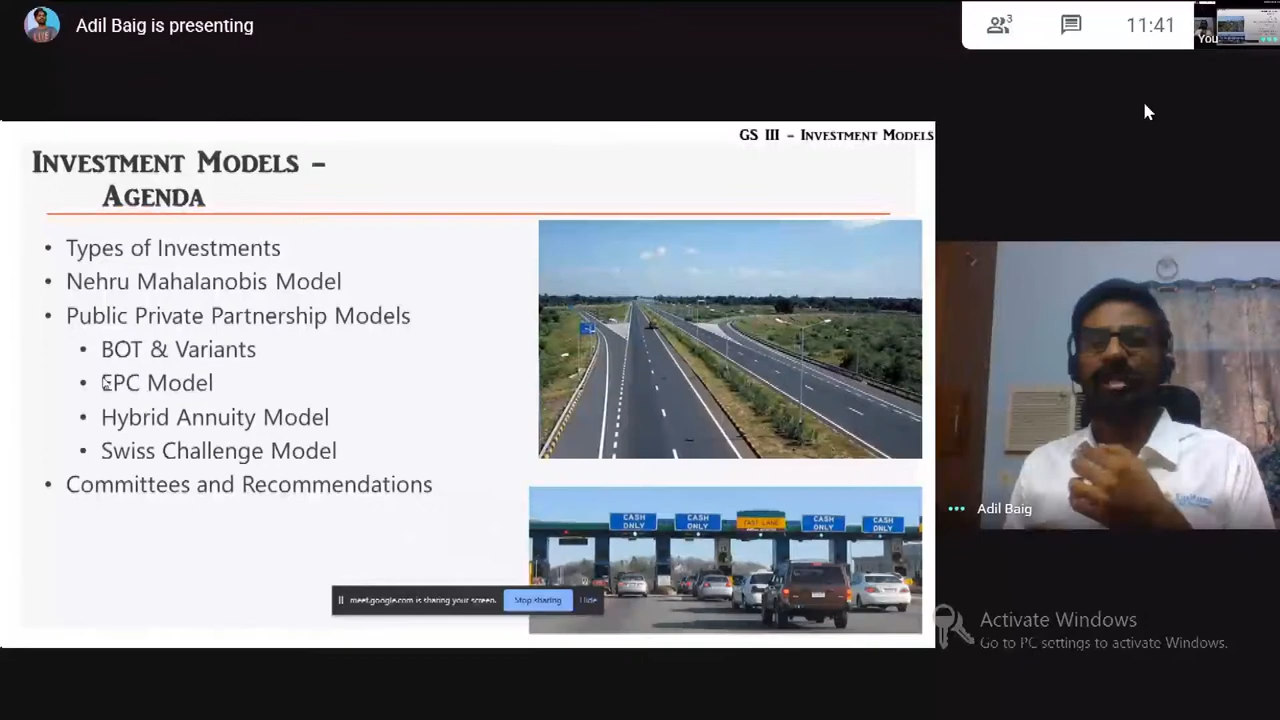 Adil Baig is presenting
3
11:41
You
GS III – Investment Models
Investment Models –
Agenda
• Types of Investments
• Nehru Mahalanobis Model
• Public Private Partnership Models
• BOT & Variants
• EPC Model
• Hybrid Annuity Model
• Swiss Challenge Model
• Committees and Recommendations
CASH ONLY
CASH ONLY
FAST LANE
CASH ONLY
CASH ONLY
meet.google.com is sharing your screen.
Stop sharing
Hide
Adil Baig
Activate Windows
Go to PC settings to activate Windows.